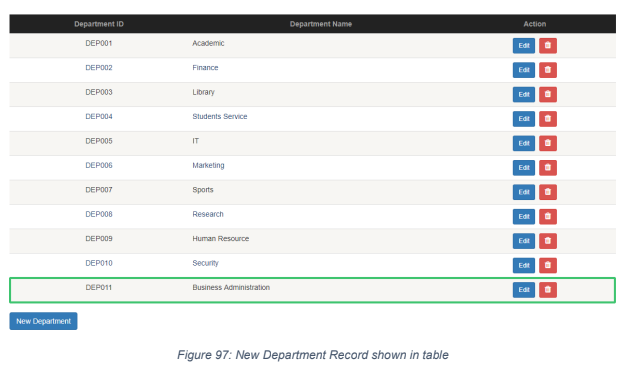 Department ID Department Name Action
DEP001 Academic Edit
DEP002 Finance Edit
DEP003 Library Edit
DEP004 Students Service Edit
DEP005 IT Edit
DEP006 Marketing Edit
DEP007 Sports Edit
DEP008 Research Edit
DEP009 Human Resource Edit
DEP010 Security Edit
DEP011 Business Administration Edit
New Department
Figure 97: New Department Record shown in table